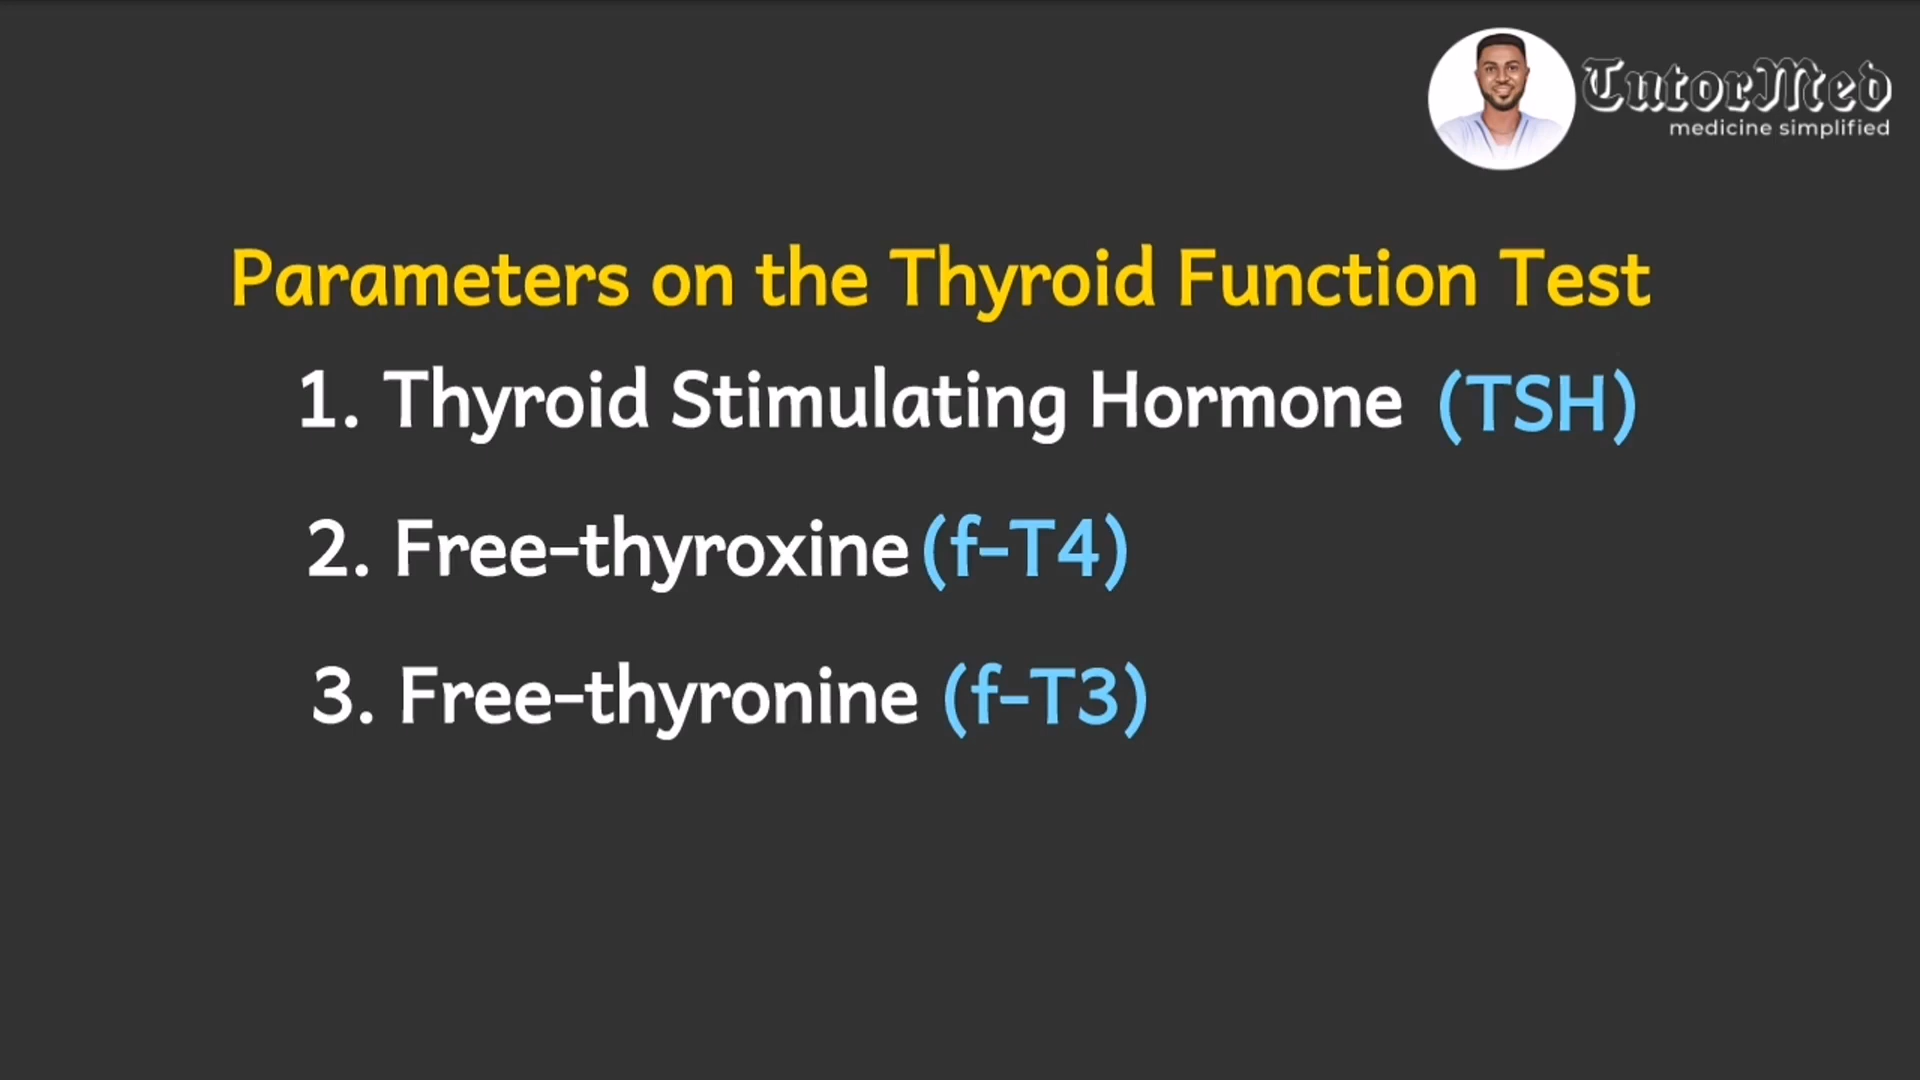 TutorMed
medicine simplified
Parameters on the Thyroid Function Test
1. Thyroid Stimulating Hormone (TSH)
2. Free-thyroxine (f-T4)
3. Free-thyronine (f-T3)